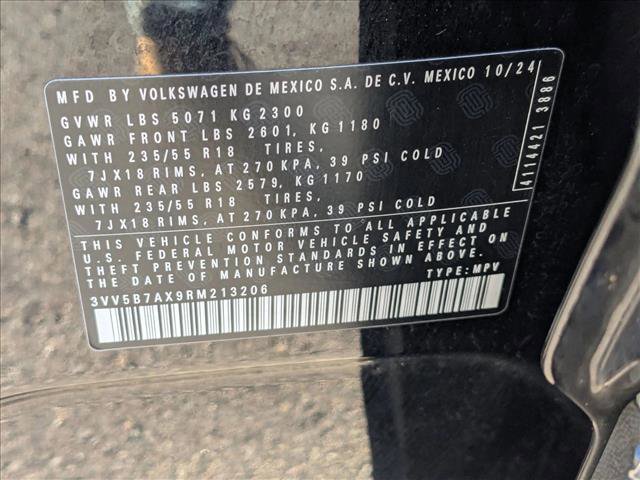 MFD BY VOLKSWAGEN DE MEXICO S.A. DE C.V. MEXICO 10/24
GVWR LBS 5071 KG 2300
GAWR FRONT LBS 2601, KG 1180
WITH 235/55 R18 TIRES,
7JX18 RIMS, AT 270 KPA, 39 PSI COLD
GAWR REAR LBS 2579, KG 1170
WITH 235/55 R18 TIRES,
7JX18 RIMS, AT 270 KPA, 39 PSI COLD
THIS VEHICLE CONFORMS TO ALL APPLICABLE
U.S. FEDERAL MOTOR VEHICLE SAFETY AND
THEFT PREVENTION STANDARDS IN EFFECT ON
THE DATE OF MANUFACTURE SHOWN ABOVE.
3VV5B7AX9RM213206 TYPE: MPV
4114421 3886